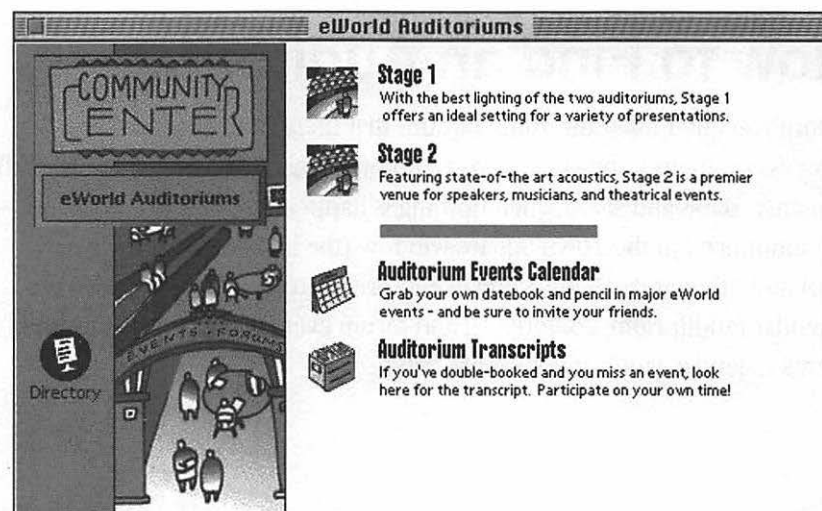 eWorld Auditoriums
COMMUNITY
CENTER
eWorld Auditoriums
EVENTS • FORUMS
Directory
Stage 1
With the best lighting of the two auditoriums, Stage 1
offers an ideal setting for a variety of presentations.
Stage 2
Featuring state-of-the art acoustics, Stage 2 is a premier
venue for speakers, musicians, and theatrical events.
Auditorium Events Calendar
Grab your own datebook and pencil in major eWorld
events - and be sure to invite your friends.
Auditorium Transcripts
If you've double-booked and you miss an event, look
here for the transcript. Participate on your own time!